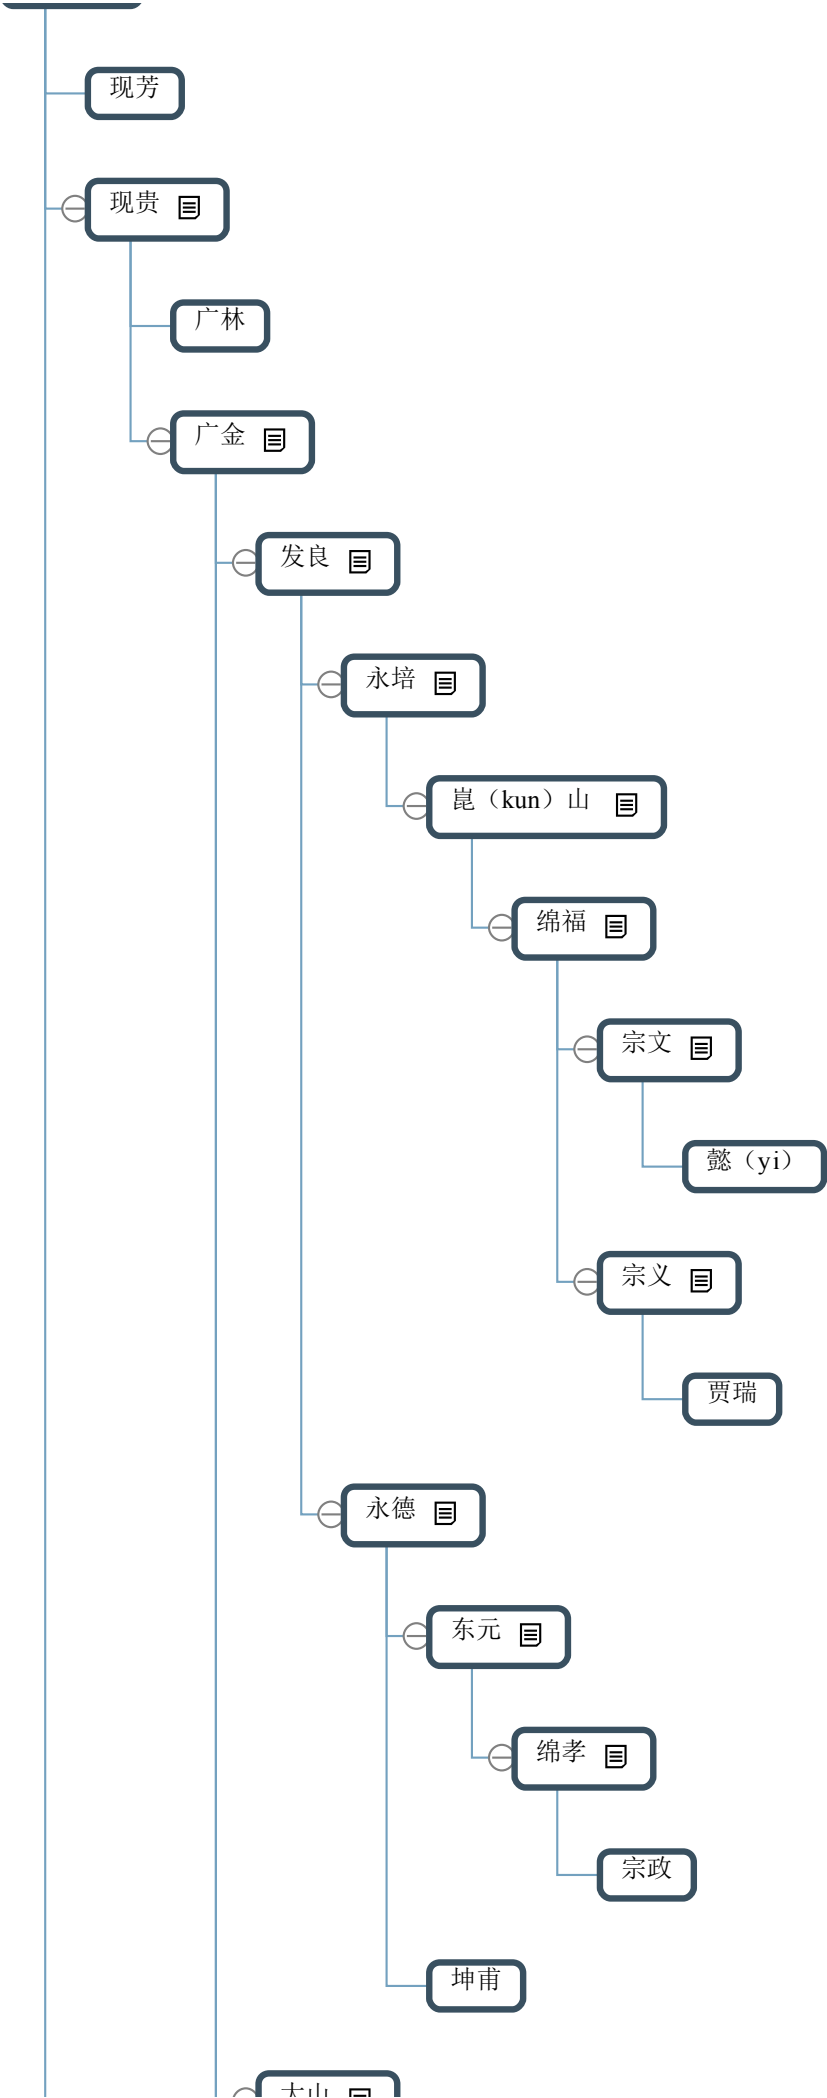 现芳
现贵
广林
广金
发良
永培
崑（kun）山
绵福
宗文
懿（yi）
宗义
贾瑞
永德
东元
绵孝
宗政
坤甫